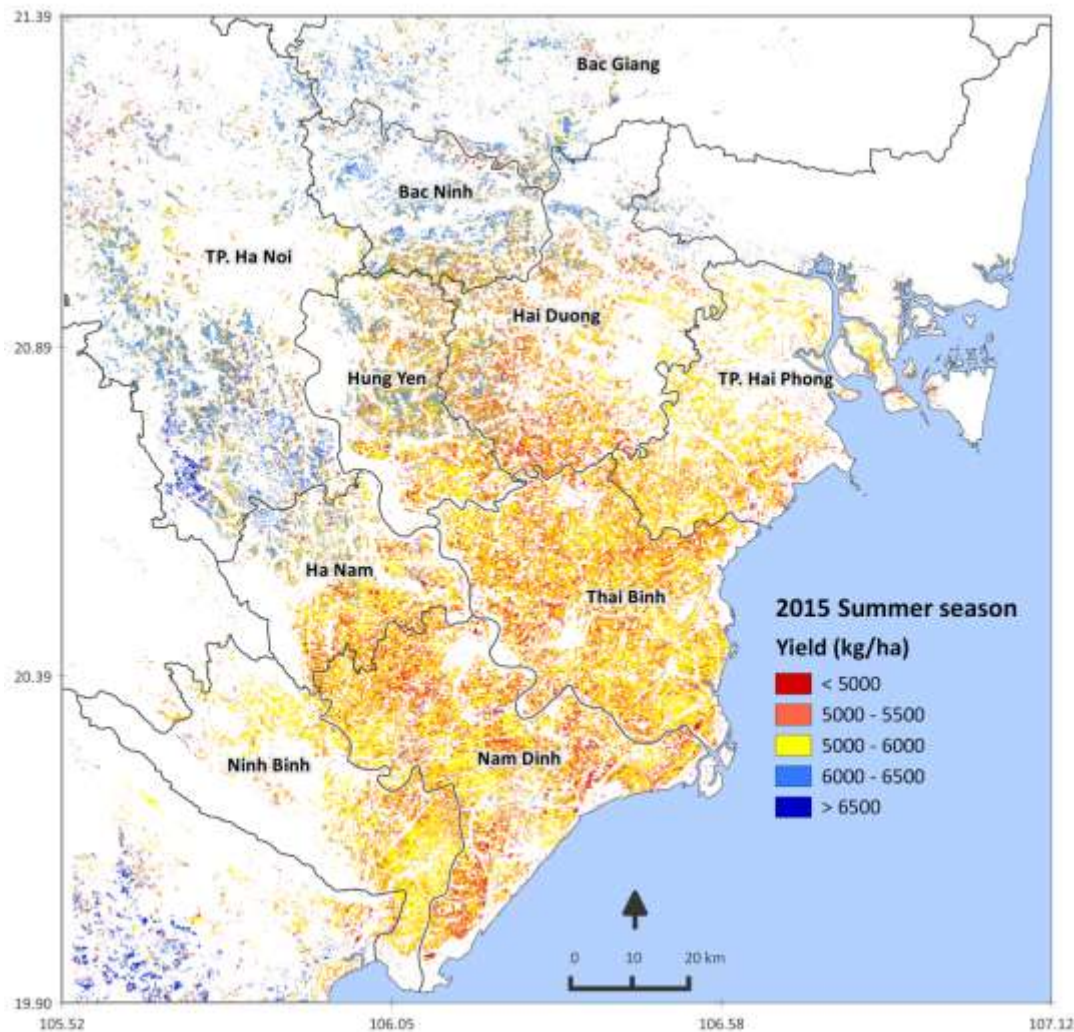 21.39
Bac Giang
Bac Ninh
TP. Ha Noi
Hai Duong
20.89
Hung Yen
TP. Hai Phong
Ha Nam
Thai Binh
2015 Summer season
Yield (kg/ha)
< 5000
5000 - 5500
5000 - 6000
6000 - 6500
> 6500
20.39
Ninh Binh
Nam Dinh
0 10 20 km
19.90
105.52 106.05 106.58 107.12